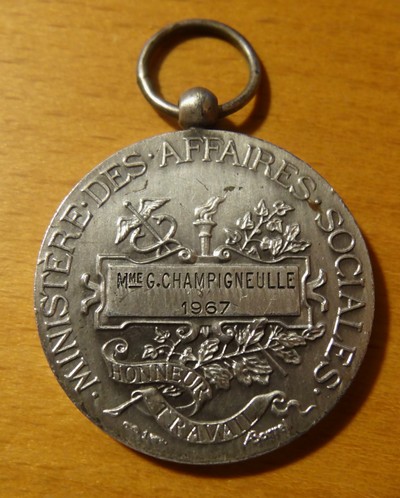 MINISTÈRE·DES·AFFAIRES·SOCIALES·
MME G.CHAMPIGNEULLE
1967
HONNEUR
TRAVAIL